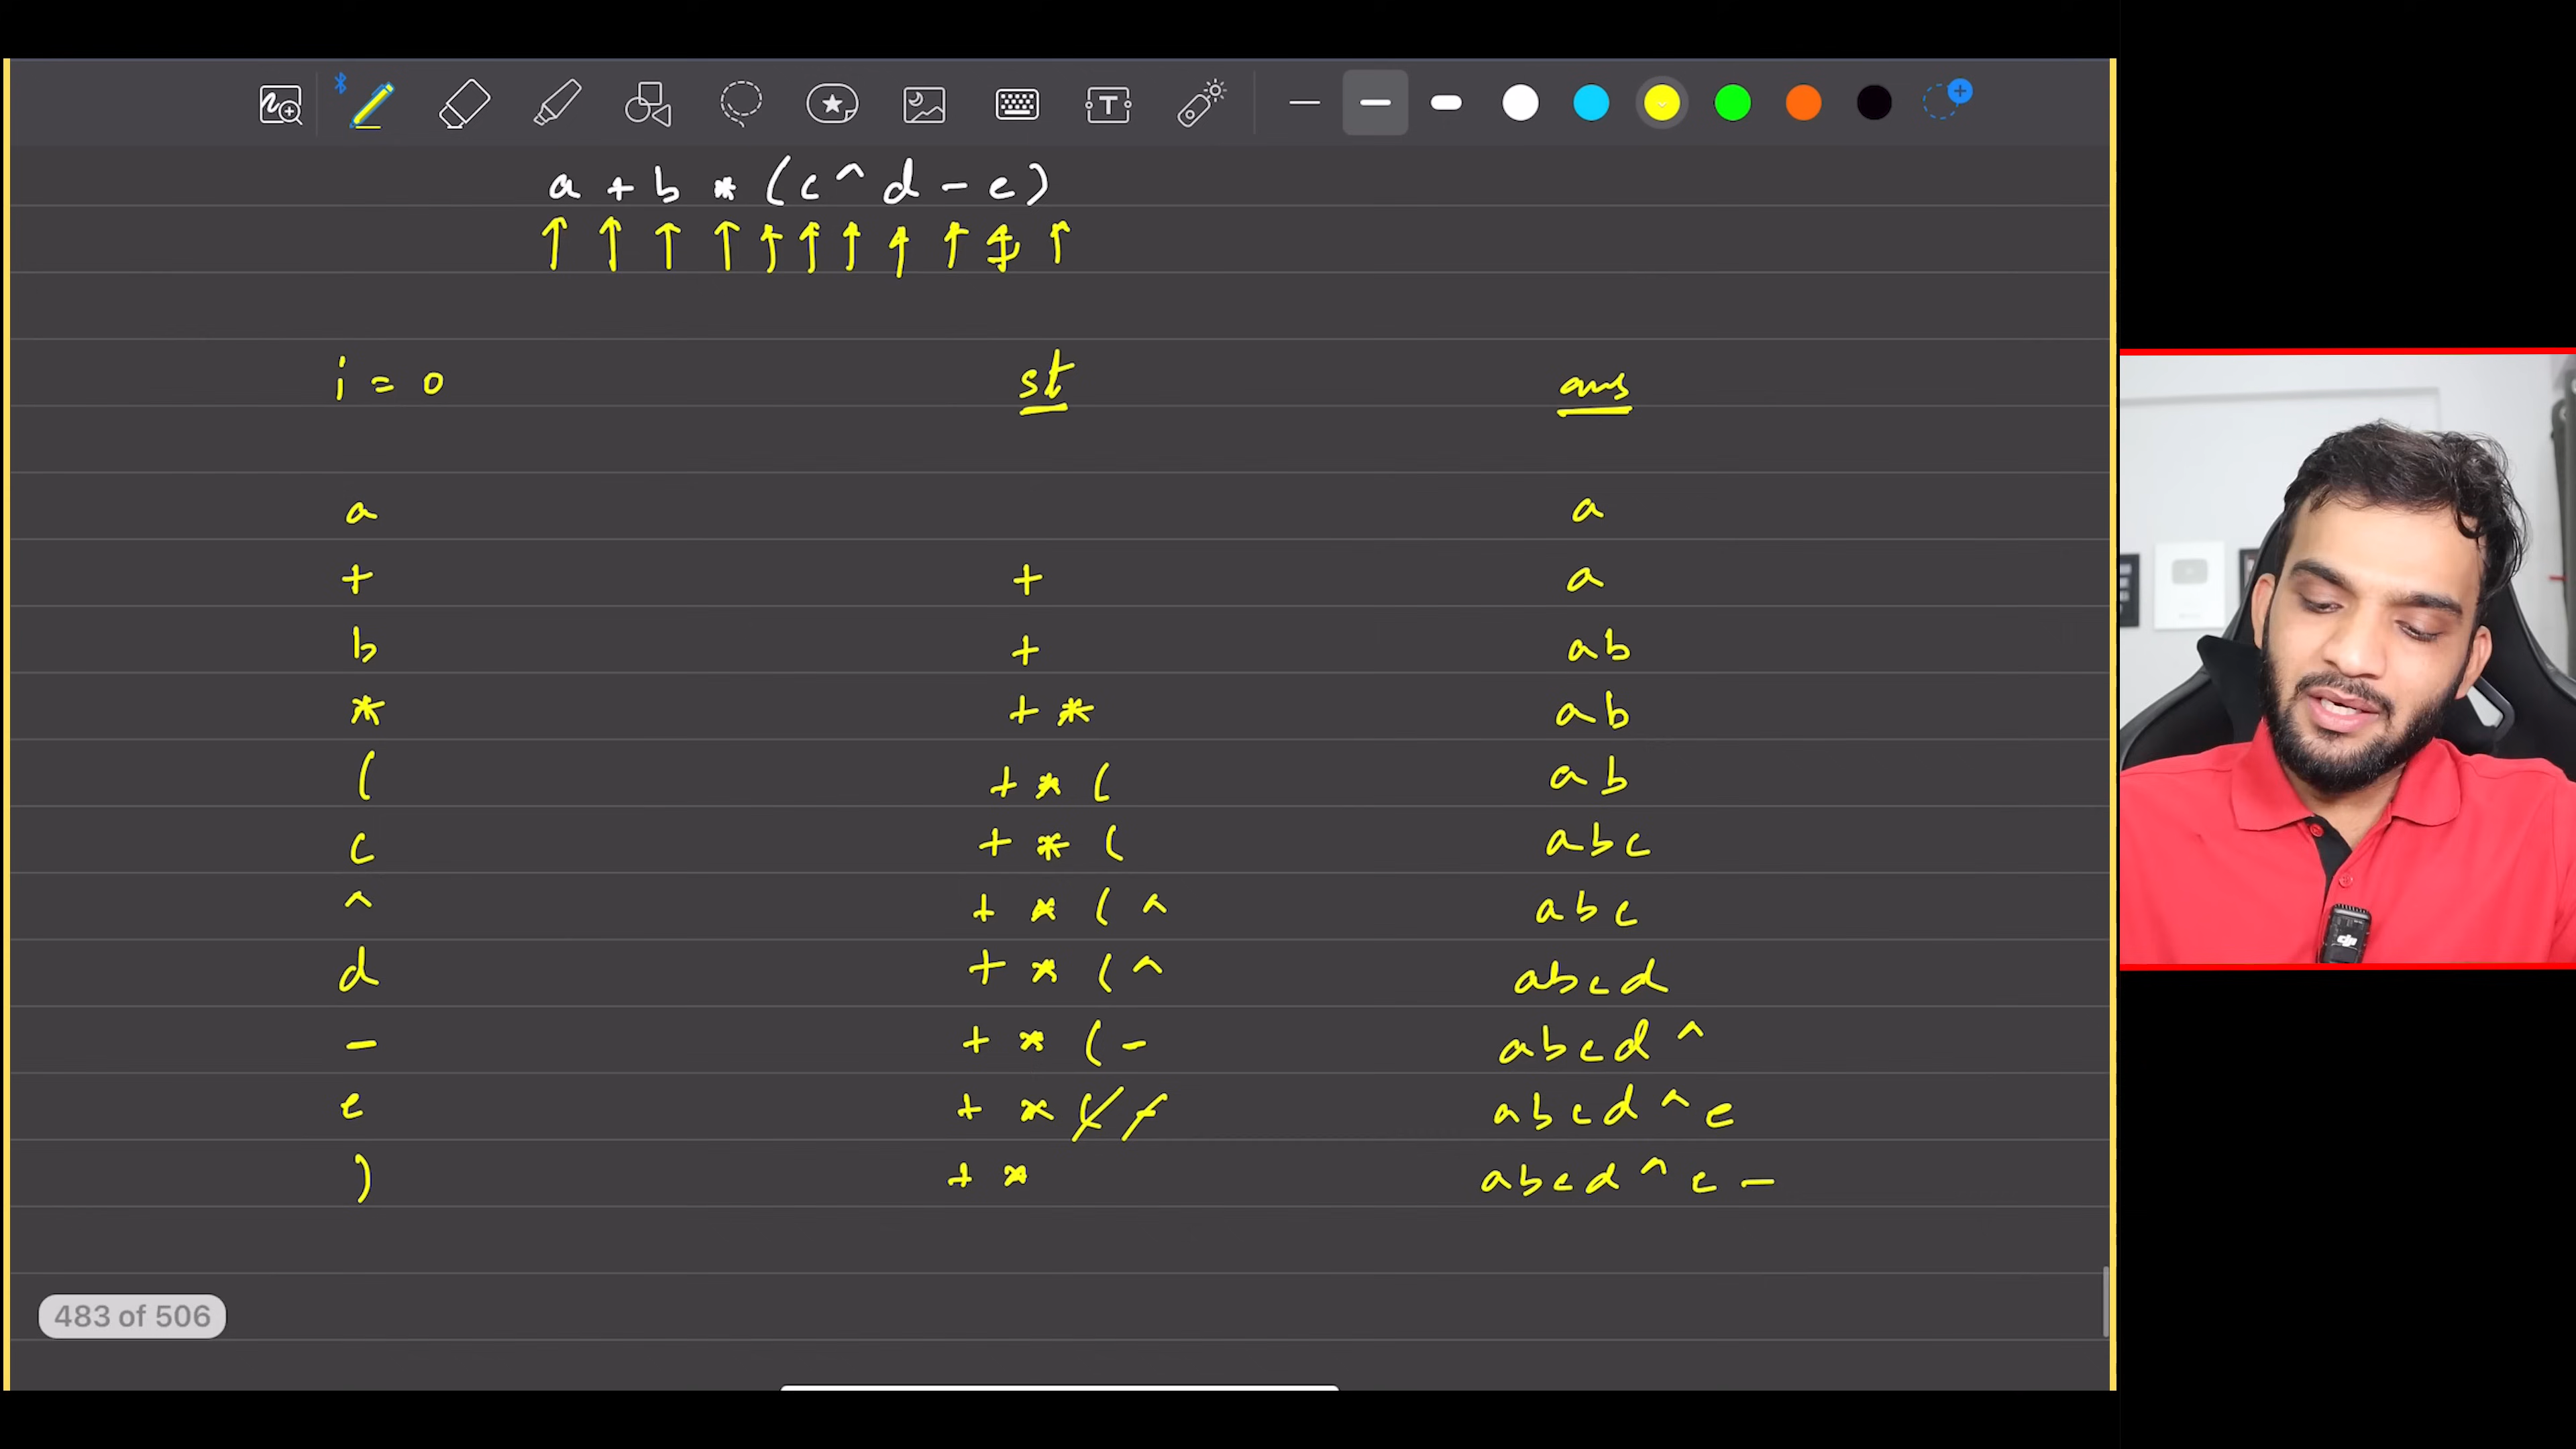 a + b * (c ^ d - e)
↑ ↑ ↑ ↑ ↑ ↑ ↑ ↑ ↑ ↑ ↑
i = 0 st ans
a a
+ + a
b + ab
* + * ab
( + * ( ab
c + * ( abc
^ + * ( ^ abc
d + * ( ^ abcd
- + * ( - abcd ^
e + * ( - abcd ^ e
) + * abcd ^ e -
483 of 506